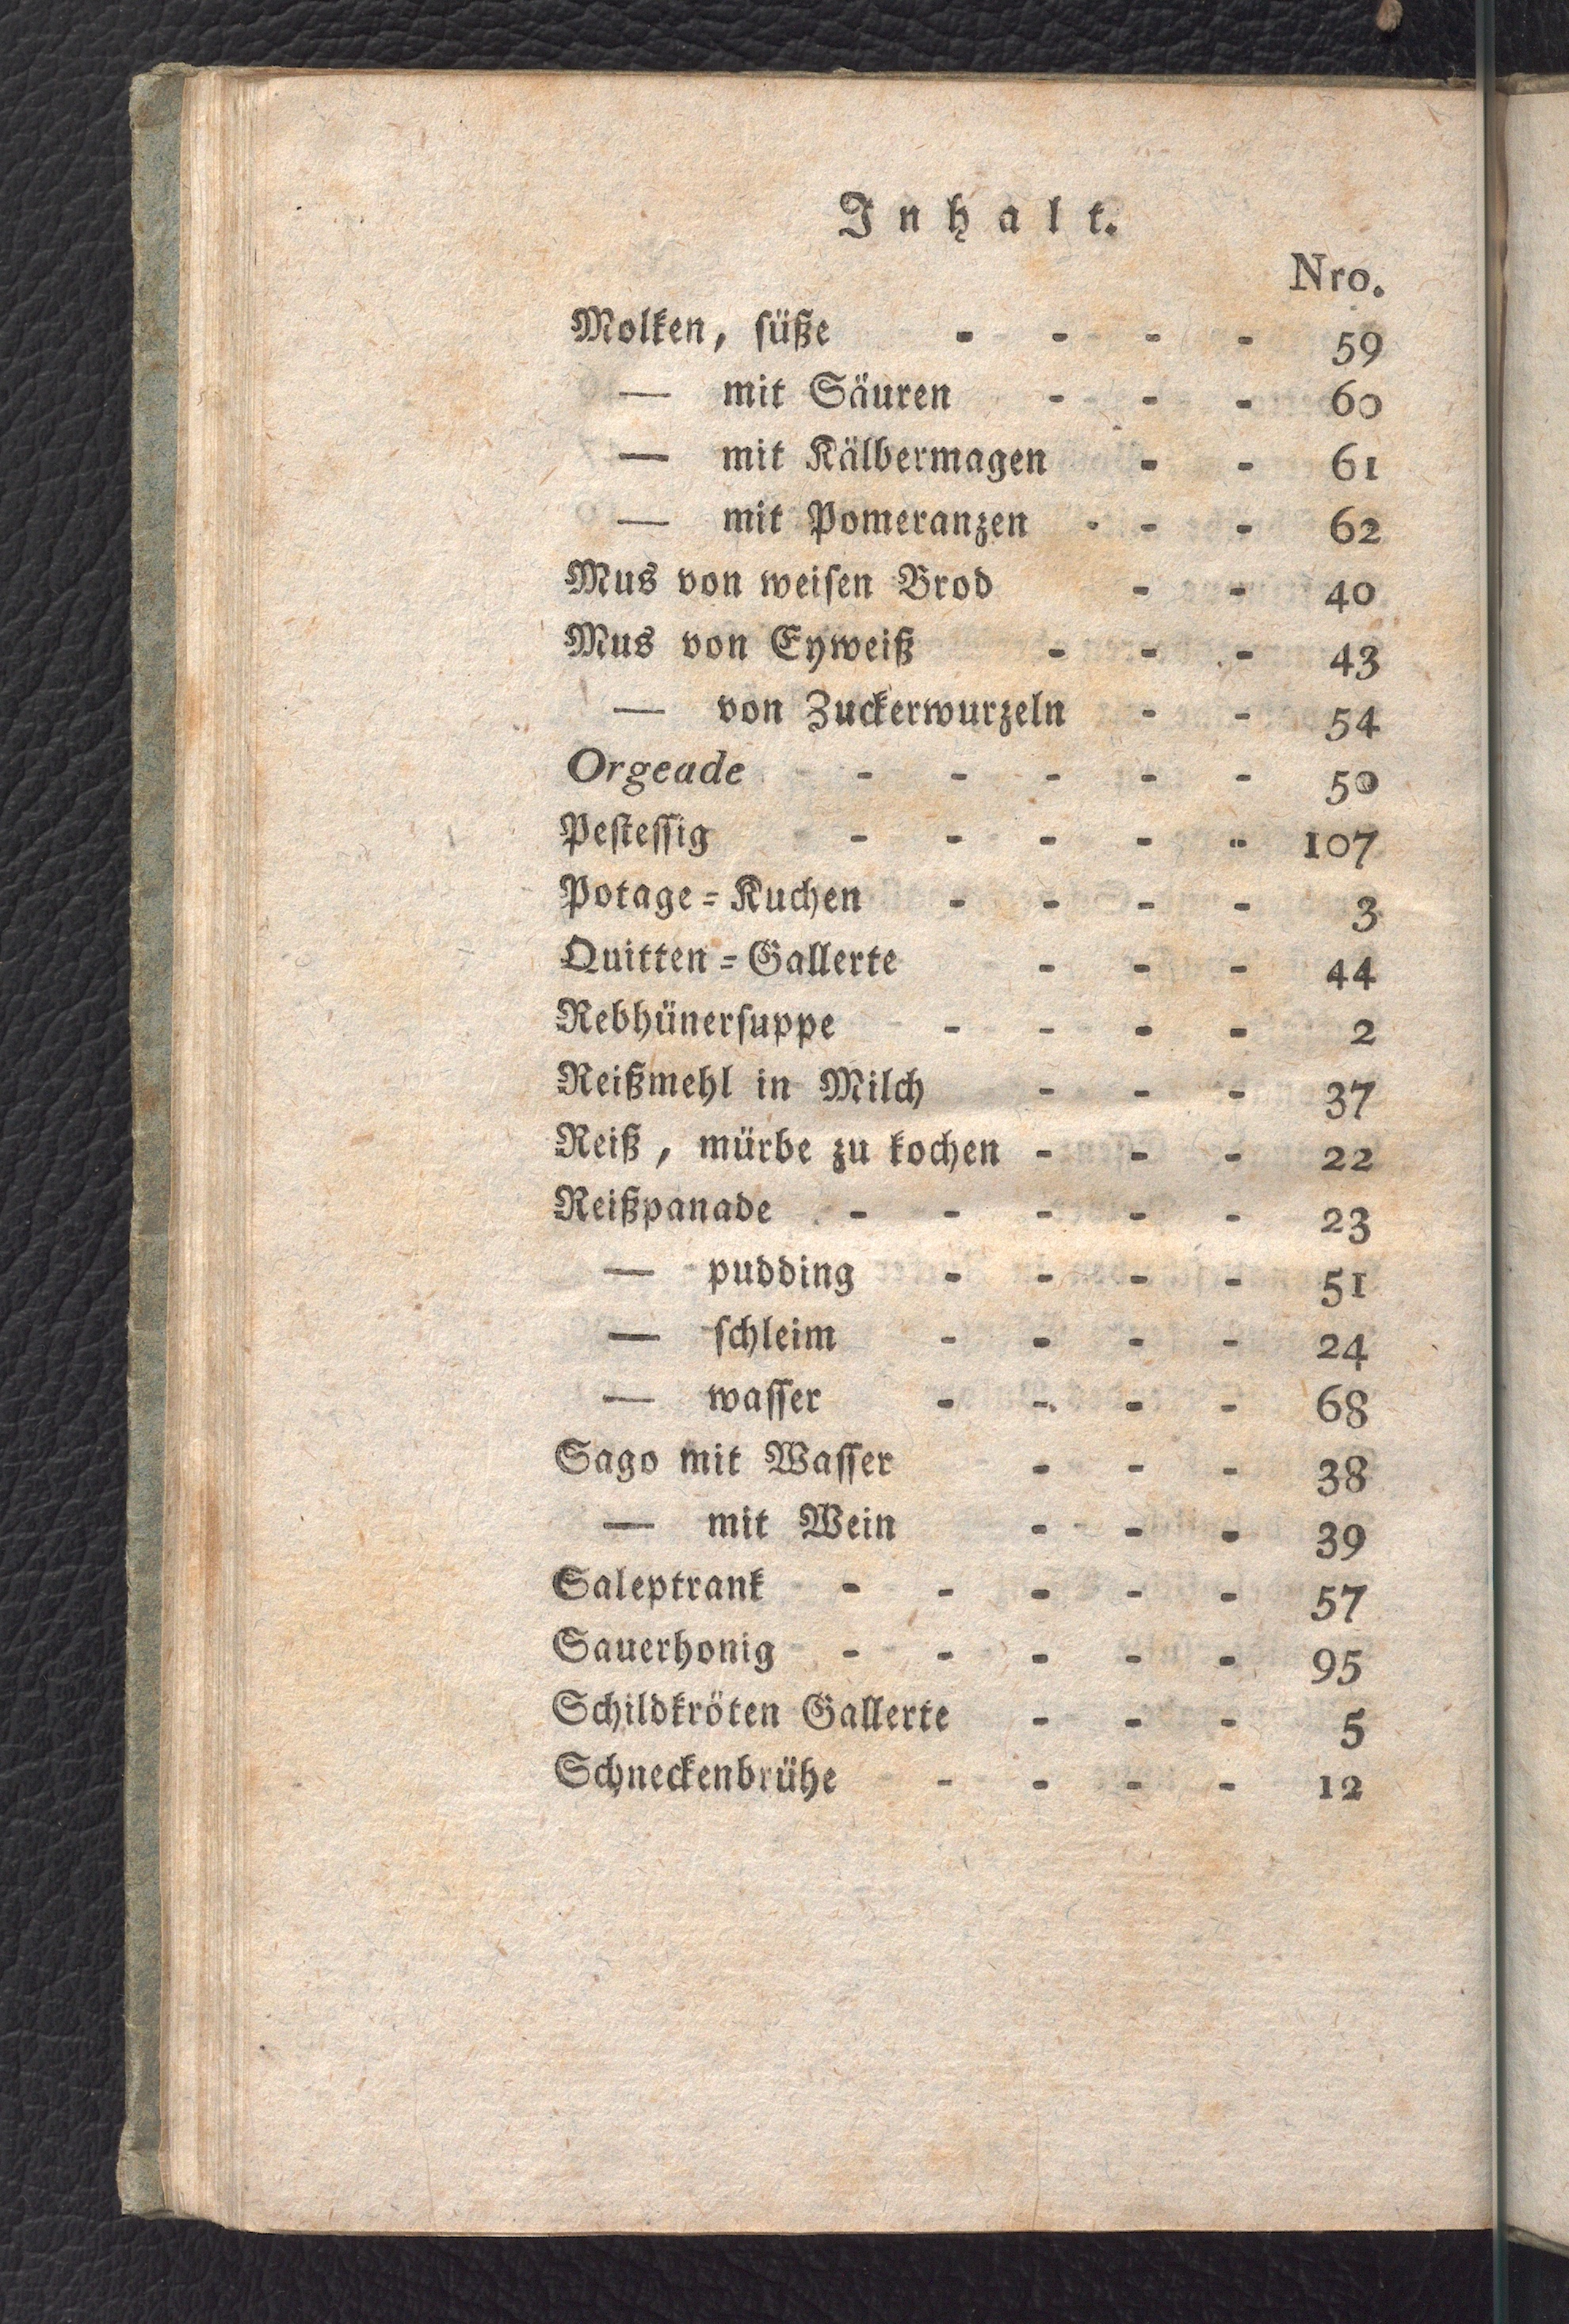 Inhalt.
Nro.
Molken, süße - - - - 59
— mit Säuren - - - 60
— mit Kälbermagen - - 61
— mit Pomeranzen - - - 62
Mus von weisen Brod - - 40
Mus von Eyweiß - - - 43
— von Zuckerwurzeln - - 54
Orgeade - - - - - 50
Pestessig - - - - - 107
Potage-Kuchen - - - - 3
Quitten-Gallerte - - - 44
Rebhünersuppe - - - - 2
Reißmehl in Milch - - - 37
Reiß, mürbe zu kochen - - - 22
Reißpanade - - - - - 23
— pudding - - - - 51
— schleim - - - - 24
— wasser - - - - 68
Sago mit Wasser - - - 38
— mit Wein - - - 39
Saleptrank - - - - - 57
Sauerhonig - - - - - 95
Schildkröten Gallerte - - - 5
Schneckenbrühe - - - - 12